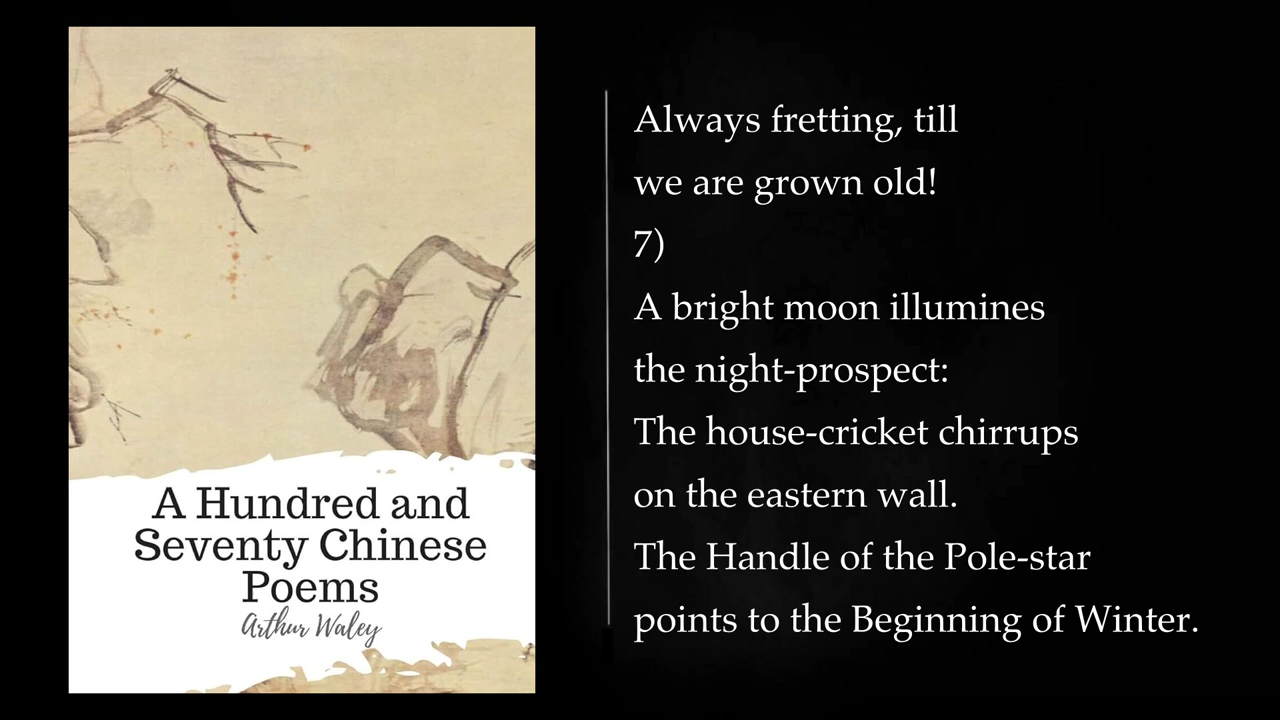 A Hundred and
Seventy Chinese
Poems
Arthur Waley
Always fretting, till
we are grown old!
7)
A bright moon illumines
the night-prospect:
The house-cricket chirrups
on the eastern wall.
The Handle of the Pole-star
points to the Beginning of Winter.